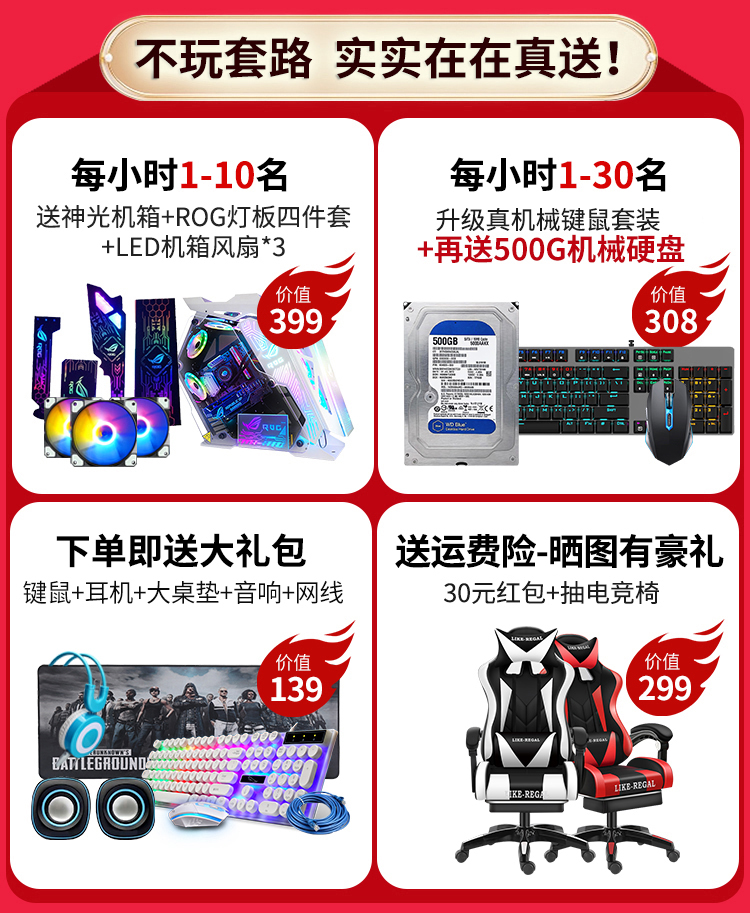 不玩套路 实实在在真送!
每小时1-10名
送神光机箱+ROG灯板四件套
+LED机箱风扇*3
价值
399
每小时1-30名
升级真机械键鼠套装
+再送500G机械硬盘
价值
308
500GB
WD Blue
下单即送大礼包
键鼠+耳机+大桌垫+音响+网线
价值
139
BATTLEGROUND
送运费险-晒图有豪礼
30元红包+抽电竞椅
价值
299
LIKE-REGAL
LIKE-REGAL
LIKE-REGAL
LIKE-REGAL